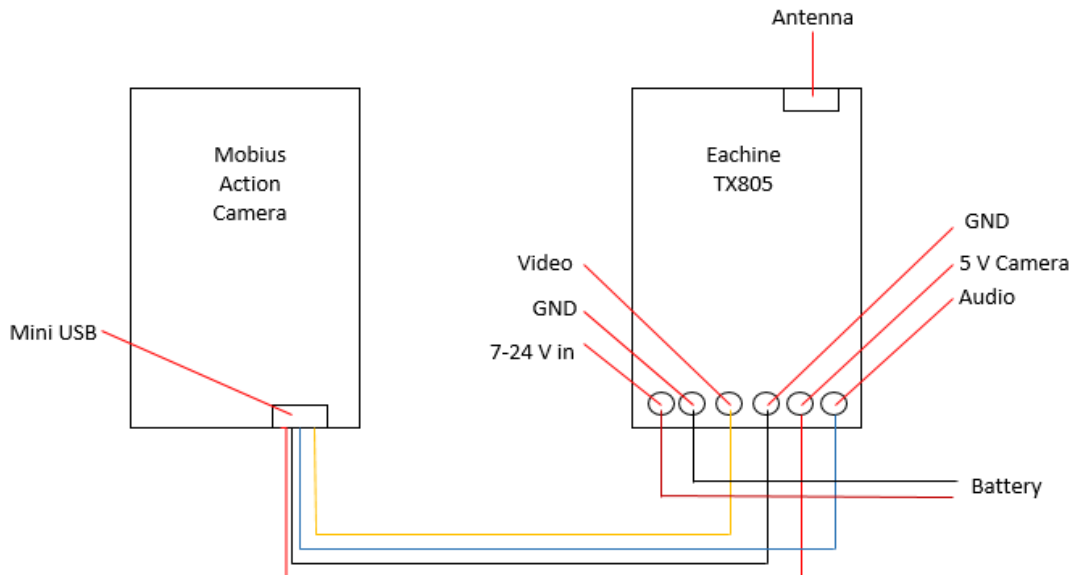 Antenna
Mobius
Action
Camera
Eachine
TX805
GND
Video
5 V Camera
Audio
GND
Mini USB
7-24 V in
Battery